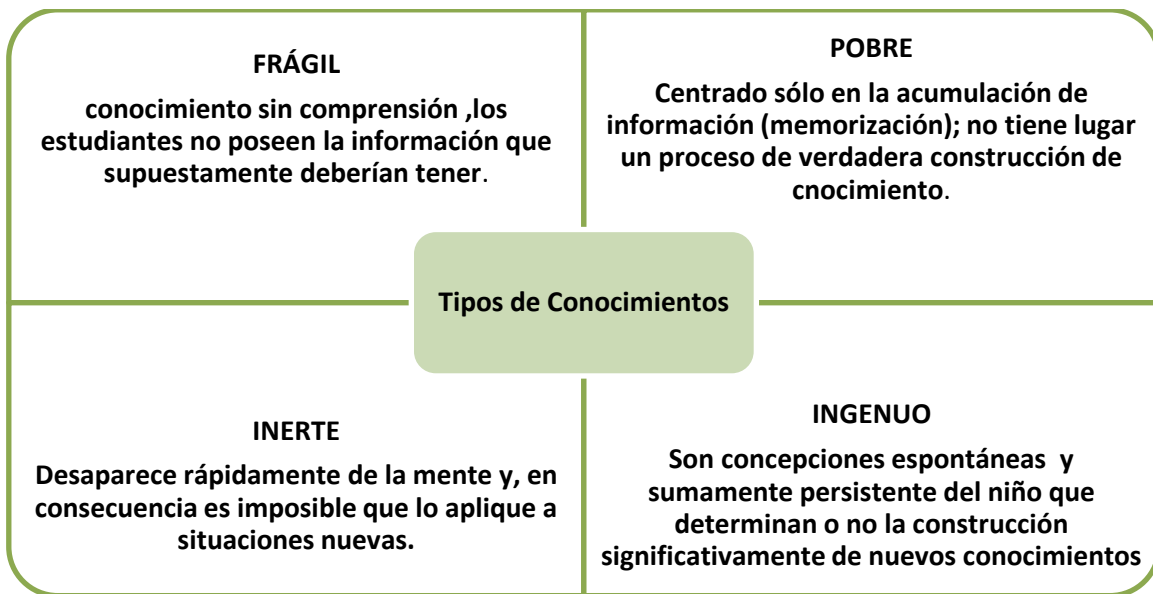 FRÁGIL
conocimiento sin comprensión ,los
estudiantes no poseen la información que
supuestamente deberían tener.
POBRE
Centrado sólo en la acumulación de
información (memorización); no tiene lugar
un proceso de verdadera construcción de
cnocimiento.
Tipos de Conocimientos
INERTE
Desaparece rápidamente de la mente y, en
consecuencia es imposible que lo aplique a
situaciones nuevas.
INGENUO
Son concepciones espontáneas y
sumamente persistente del niño que
determinan o no la construcción
significativamente de nuevos conocimientos